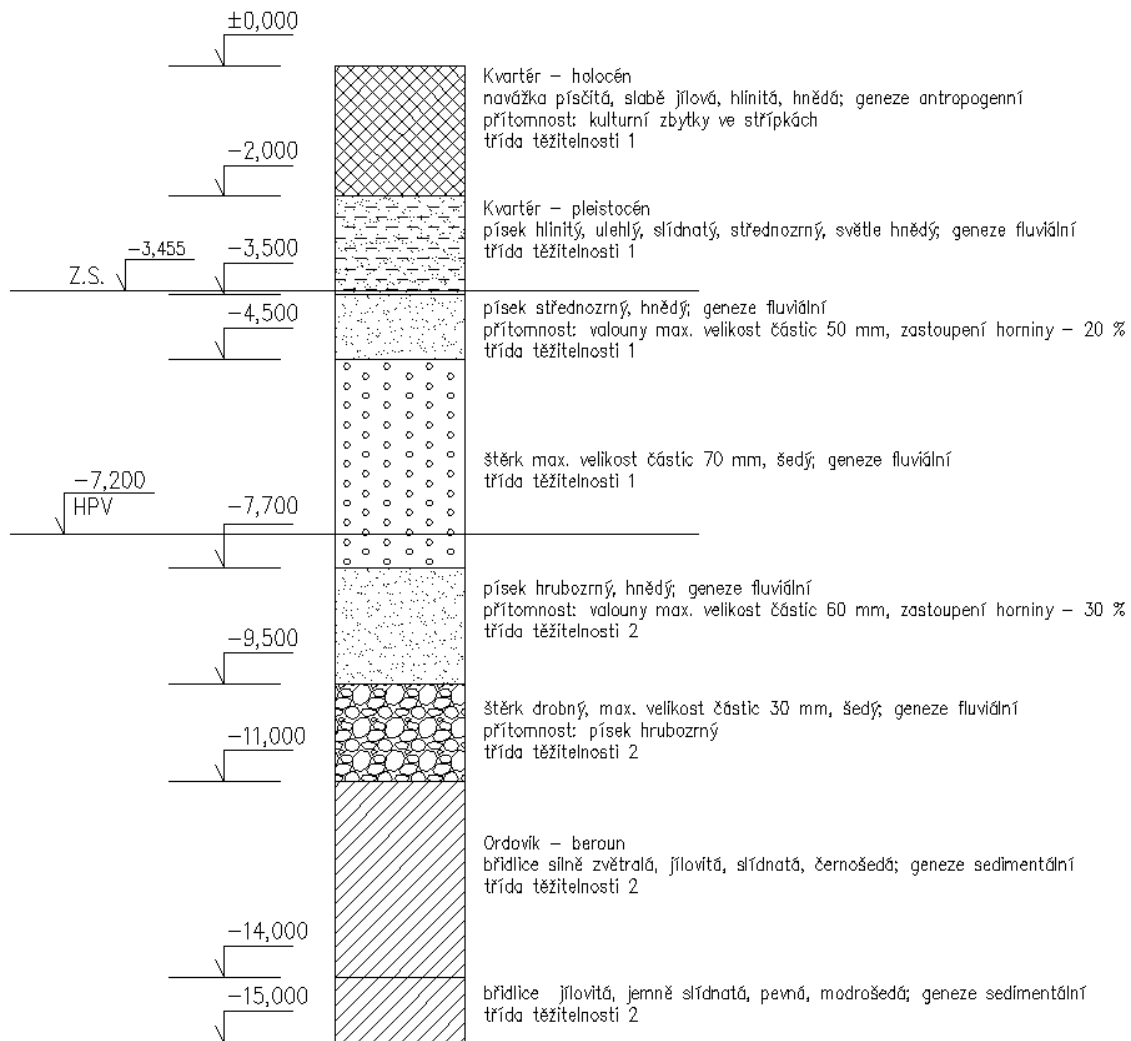 ±0,000
Kvartér – holocén
navážka písčitá, slabě jílová, hlinitá, hnědá; geneze antropogenní
přítomnost: kulturní zbytky ve střípkách
třída těžitelnosti 1
-2,000
Kvartér – pleistocén
písek hlinitý, ulehlý, slídnatý, střednozrný, světle hnědý; geneze fluviální
třída těžitelnosti 1
-3,455
Z.S.
-3,500
písek střednozrný, hnědý; geneze fluviální
přítomnost: valouny max. velikost částic 50 mm, zastoupení horniny – 20 %
třída těžitelnosti 1
-4,500
štěrk max. velikost částic 70 mm, šedý; geneze fluviální
třída těžitelnosti 1
-7,200
HPV
-7,700
písek hrubozrný, hnědý; geneze fluviální
přítomnost: valouny max. velikost částic 60 mm, zastoupení horniny – 30 %
třída těžitelnosti 2
-9,500
štěrk drobný, max. velikost částic 30 mm, šedý; geneze fluviální
přítomnost: písek hrubozrný
třída těžitelnosti 2
-11,000
Ordovik – beroun
břidlice silně zvětralá, jílovitá, slídnatá, černošedá; geneze sedimentální
třída těžitelnosti 2
-14,000
břidlice jílovitá, jemně slídnatá, pevná, modrošedá; geneze sedimentální
třída těžitelnosti 2
-15,000